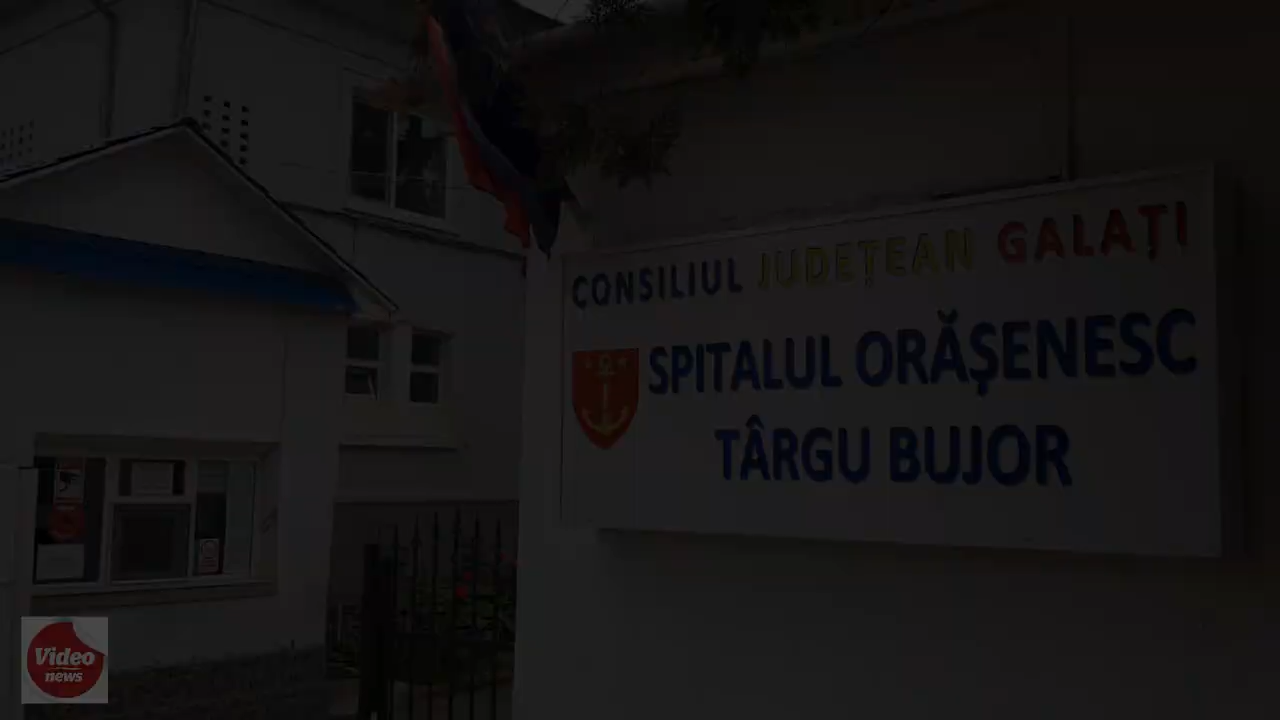 CONSILIUL JUDEȚEAN GALAȚI
SPITALUL ORĂȘENESC
TÂRGU BUJOR
Video
news